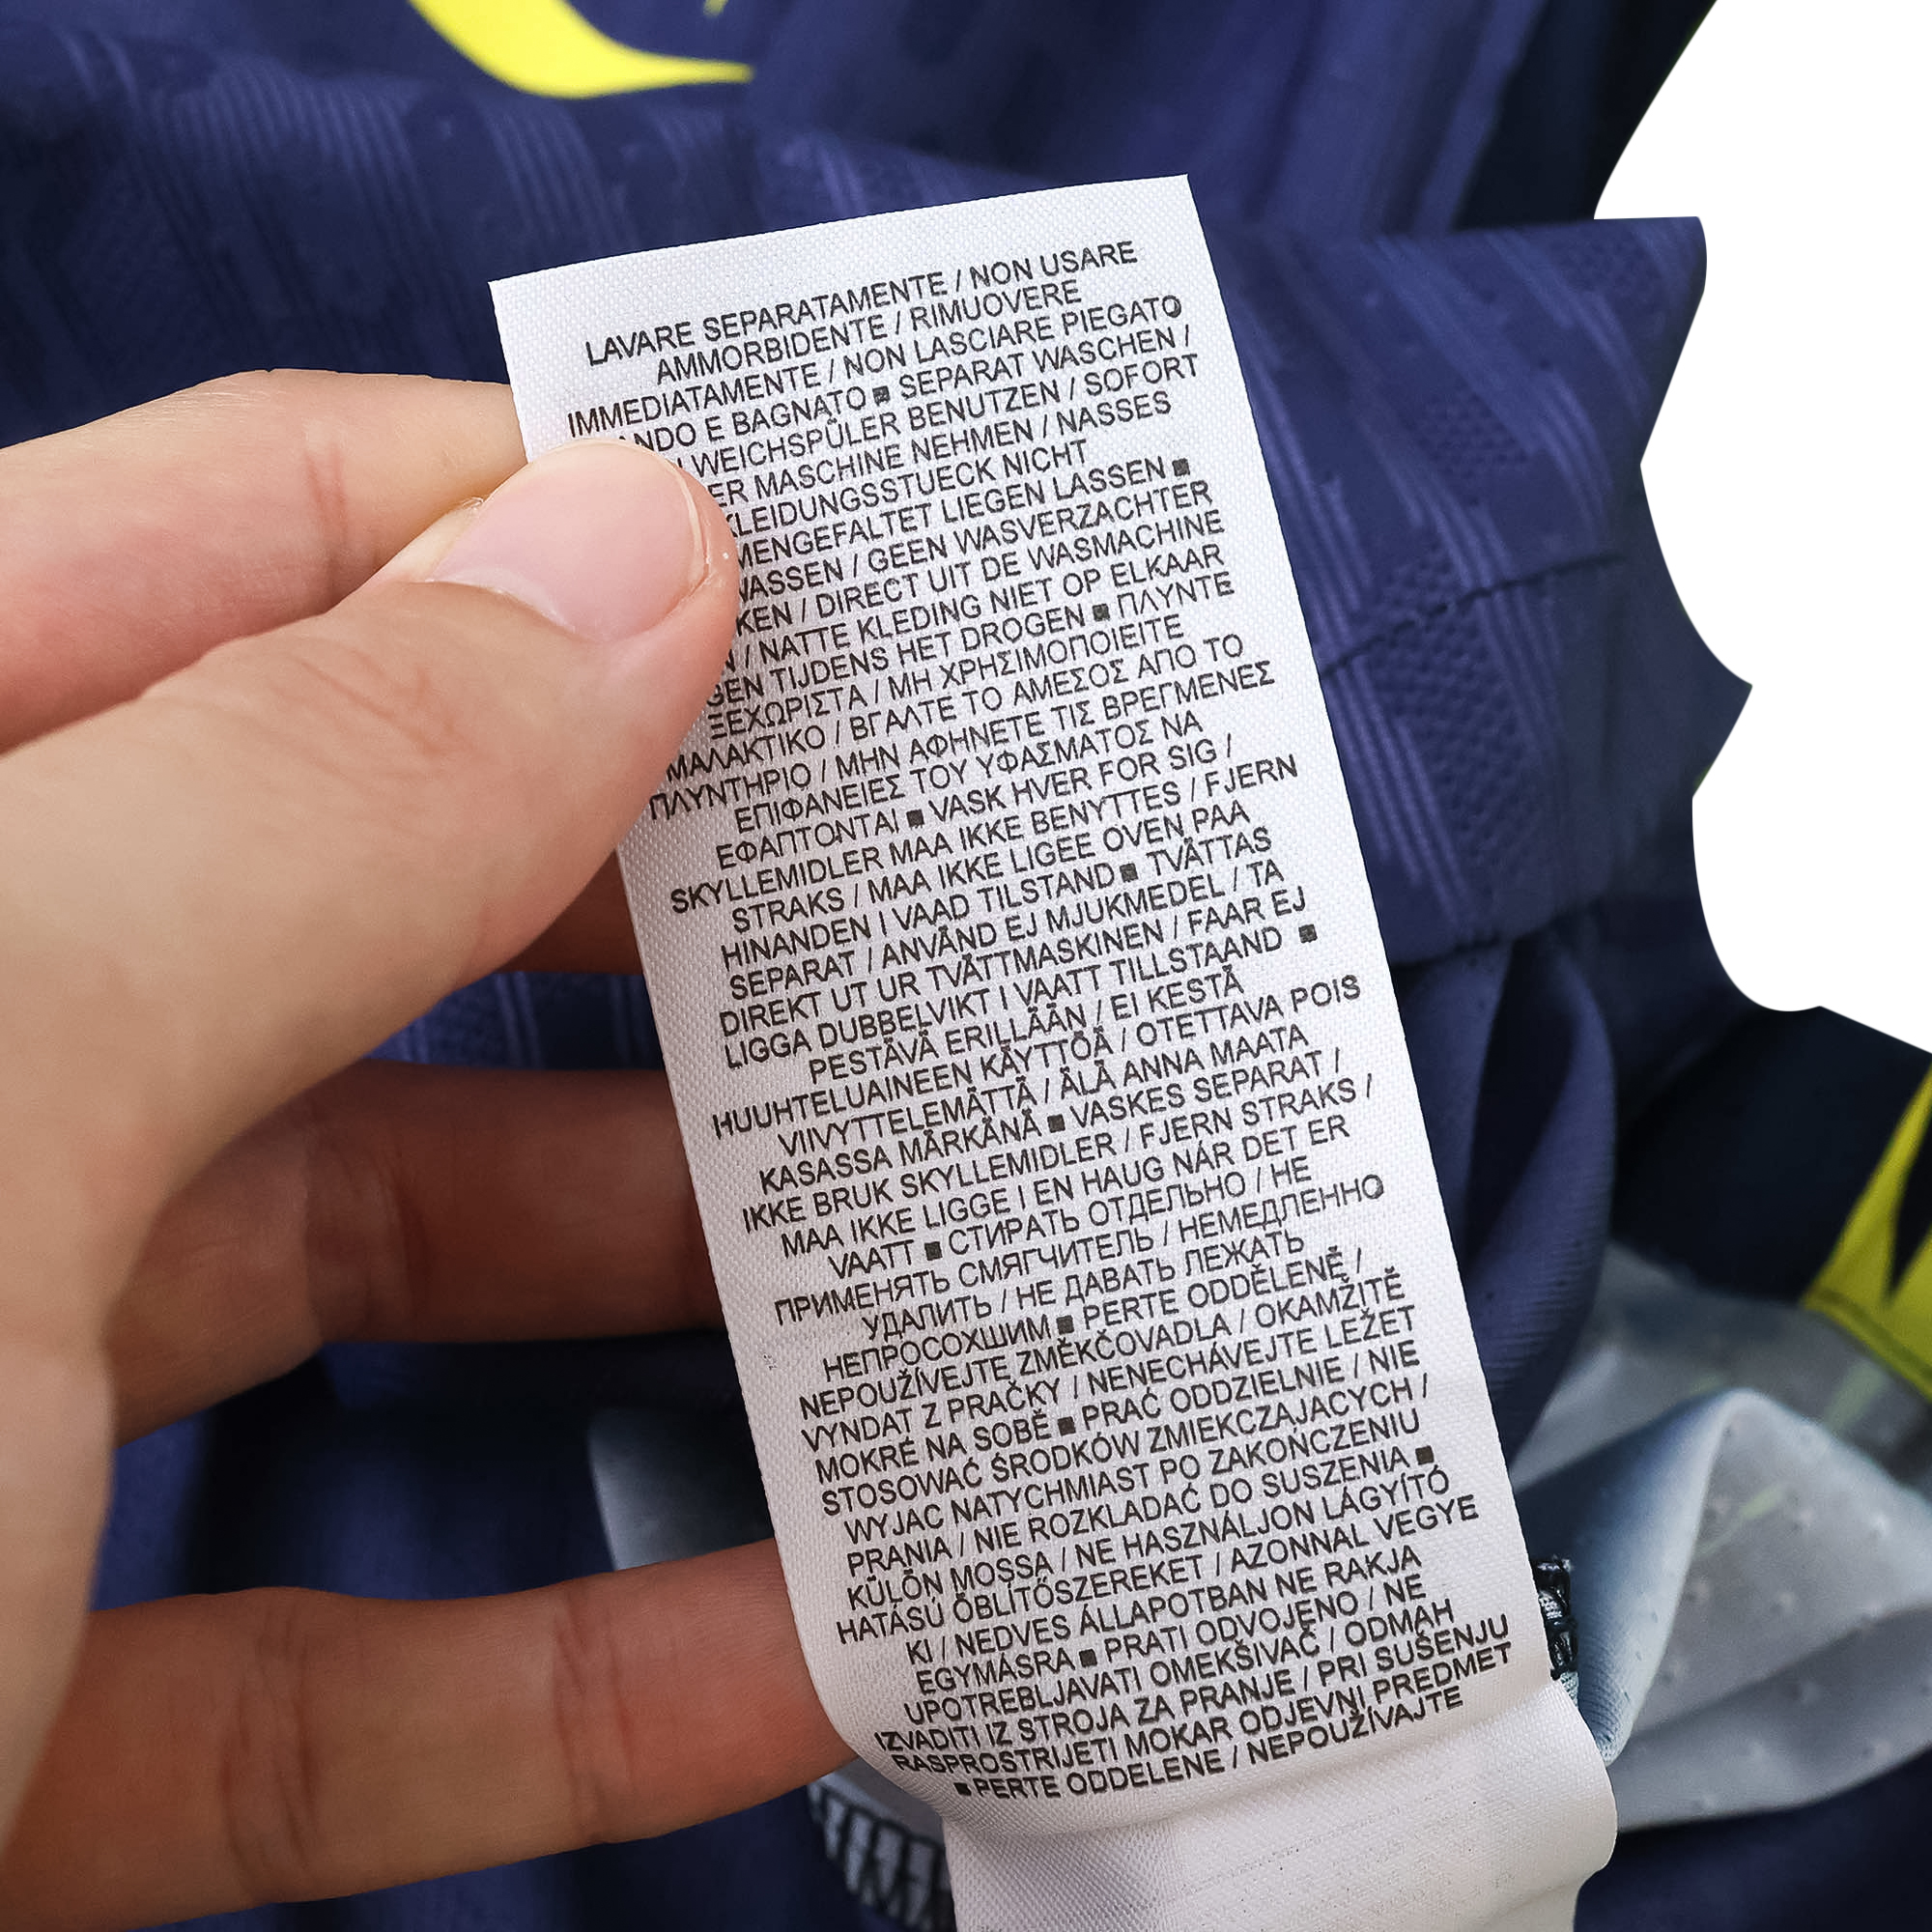 LAVARE SEPARATAMENTE / NON USARE
AMMORBIDENTE / RIMUOVERE
IMMEDIATAMENTE / NON LASCIARE PIEGATO
E BAGNATO ■ SEPARAT WASCHEN /
WEICHSPÜLER BENUTZEN / SOFORT
MASCHINE NEHMEN / NASSES
KLEIDUNGSSTUECK NICHT
LIEGEN LASSEN ■
/ GEEN WASVERZACHTER
/ DIRECT UIT DE WASMACHINE
/ NATTE KLEDING NIET OP ELKAAR
TIJDENS HET DROGEN ■ ΠΛΥΝΤΕ
ΞΕΧΩΡΙΣΤΑ / ΜΗ ΧΡΗΣΙΜΟΠΟΙΕΙΤΕ
ΜΑΛΑΚΤΙΚΟ / ΒΓΑΛΤΕ ΤΟ ΑΜΕΣΟΣ ΑΠΟ ΤΟ
ΠΛΥΝΤΗΡΙΟ / ΜΗΝ ΑΦΗΝΕΤΕ ΤΙΣ ΒΡΕΓΜΕΝΕΣ
ΕΠΙΦΑΝΕΙΕΣ ΤΟΥ ΥΦΑΣΜΑΤΟΣ ΝΑ
ΕΦΑΠΤΟΝΤΑΙ ■ VASK HVER FOR SIG /
SKYLLEMIDLER MAA IKKE BENYTTES / FJERN
STRAKS / MAA IKKE LIGEE OVEN PAA
HINANDEN I VAAD TILSTAND ■ TVÄTTAS
SEPARAT / ANVÄND EJ MJUKMEDEL / TA
DIREKT UT UR TVÄTTMASKINEN / FAAR EJ
LIGGA DUBBELVIKT I VAATT TILLSTAAND ■
PESTÄVÄ ERILLÄÄN / EI KESTÄ
HUUHTELUAINEEN KÄYTTÖÄ / OTETTAVA POIS
VIIVYTTELEMÄTTÄ / ÄLÄ ANNA MAATA
KASASSA MÄRKÄNÄ ■ VASKES SEPARAT /
IKKE BRUK SKYLLEMIDLER / FJERN STRAKS /
MAA IKKE LIGGE I EN HAUG NÅR DET ER
VAATT ■ СТИРАТЬ ОТДЕЛЬНО / НЕ
ПРИМЕНЯТЬ СМЯГЧИТЕЛЬ / НЕМЕДЛЕННО
УДАЛИТЬ / НЕ ДАВАТЬ ЛЕЖАТЬ
НЕПРОСОХШИМ ■ PERTE ODDĚLENĚ /
NEPOUŽÍVEJTE ZMĚKČOVADLA / OKAMŽITĚ
VYNDAT Z PRAČKY / NENECHÁVEJTE LEŽET
MOKRÉ NA SOBĚ ■ PRAĆ ODDZIELNIE / NIE
STOSOWAĆ ŚRODKÓW ZMIEKCZAJACYCH /
WYJAC NATYCHMIAST PO ZAKOŃCZENIU
PRANIA / NIE ROZKLADAĆ DO SUSZENIA ■
KÜLÖN MOSSA / NE HASZNÁLJON LÁGYÍTÓ
HATÁSÚ ÖBLÍTŐSZEREKET / AZONNAL VEGYE
KI / NEDVES ÁLLAPOTBAN NE RAKJA
EGYMÁSRA ■ PRATI ODVOJENO / NE
UPOTREBLJAVATI OMEKŠIVAČ / ODMAH
IZVADITI IZ STROJA ZA PRANJE / PRI SUŠENJU
RASPROSTRIJETI MOKAR ODJEVNI PREDMET
■ PERTE ODDELENE / NEPOUŽÍVAJTE